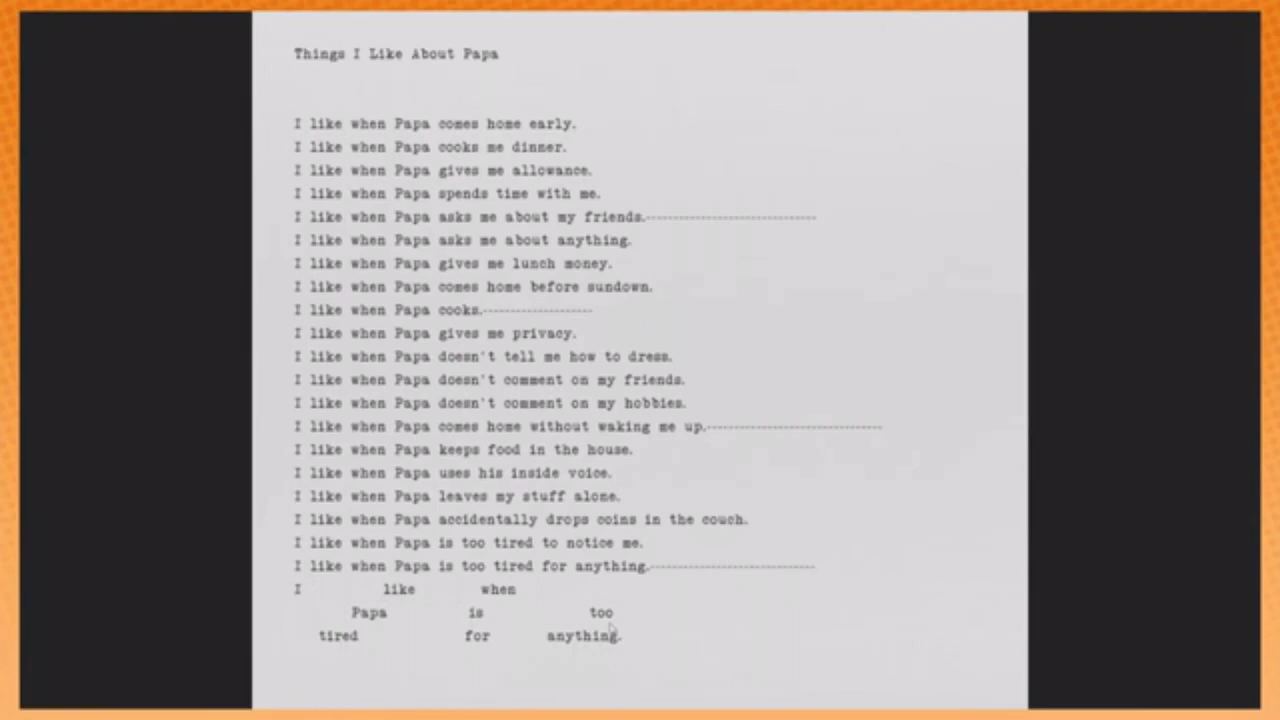 Things I Like About Papa
I like when Papa comes home early.
I like when Papa cooks me dinner.
I like when Papa gives me allowance.
I like when Papa spends time with me.
I like when Papa asks me about my friends.------------------------------
I like when Papa asks me about anything.
I like when Papa gives me lunch money.
I like when Papa comes home before sundown.
I like when Papa cooks.--------------------
I like when Papa gives me privacy.
I like when Papa doesn't tell me how to dress.
I like when Papa doesn't comment on my friends.
I like when Papa doesn't comment on my hobbies.
I like when Papa comes home without waking me up.-------------------------------
I like when Papa keeps food in the house.
I like when Papa uses his inside voice.
I like when Papa leaves my stuff alone.
I like when Papa accidentally drops coins in the couch.
I like when Papa is too tired to notice me.
I like when Papa is too tired for anything.-----------------------------
I like when
Papa is too
tired for anything.